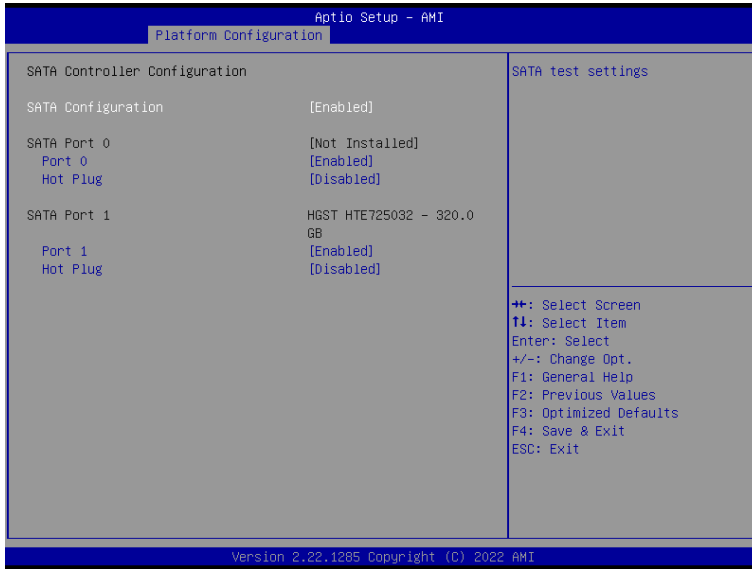 Aptio Setup - AMI
Platform Configuration
SATA Controller Configuration
SATA Configuration [Enabled]
SATA Port 0 [Not Installed]
Port 0 [Enabled]
Hot Plug [Disabled]
SATA Port 1 HGST HTE725032 - 320.0
GB
Port 1 [Enabled]
Hot Plug [Disabled]
SATA test settings
→←: Select Screen
↑↓: Select Item
Enter: Select
+/-: Change Opt.
F1: General Help
F2: Previous Values
F3: Optimized Defaults
F4: Save & Exit
ESC: Exit
Version 2.22.1285 Copyright (C) 2022 AMI